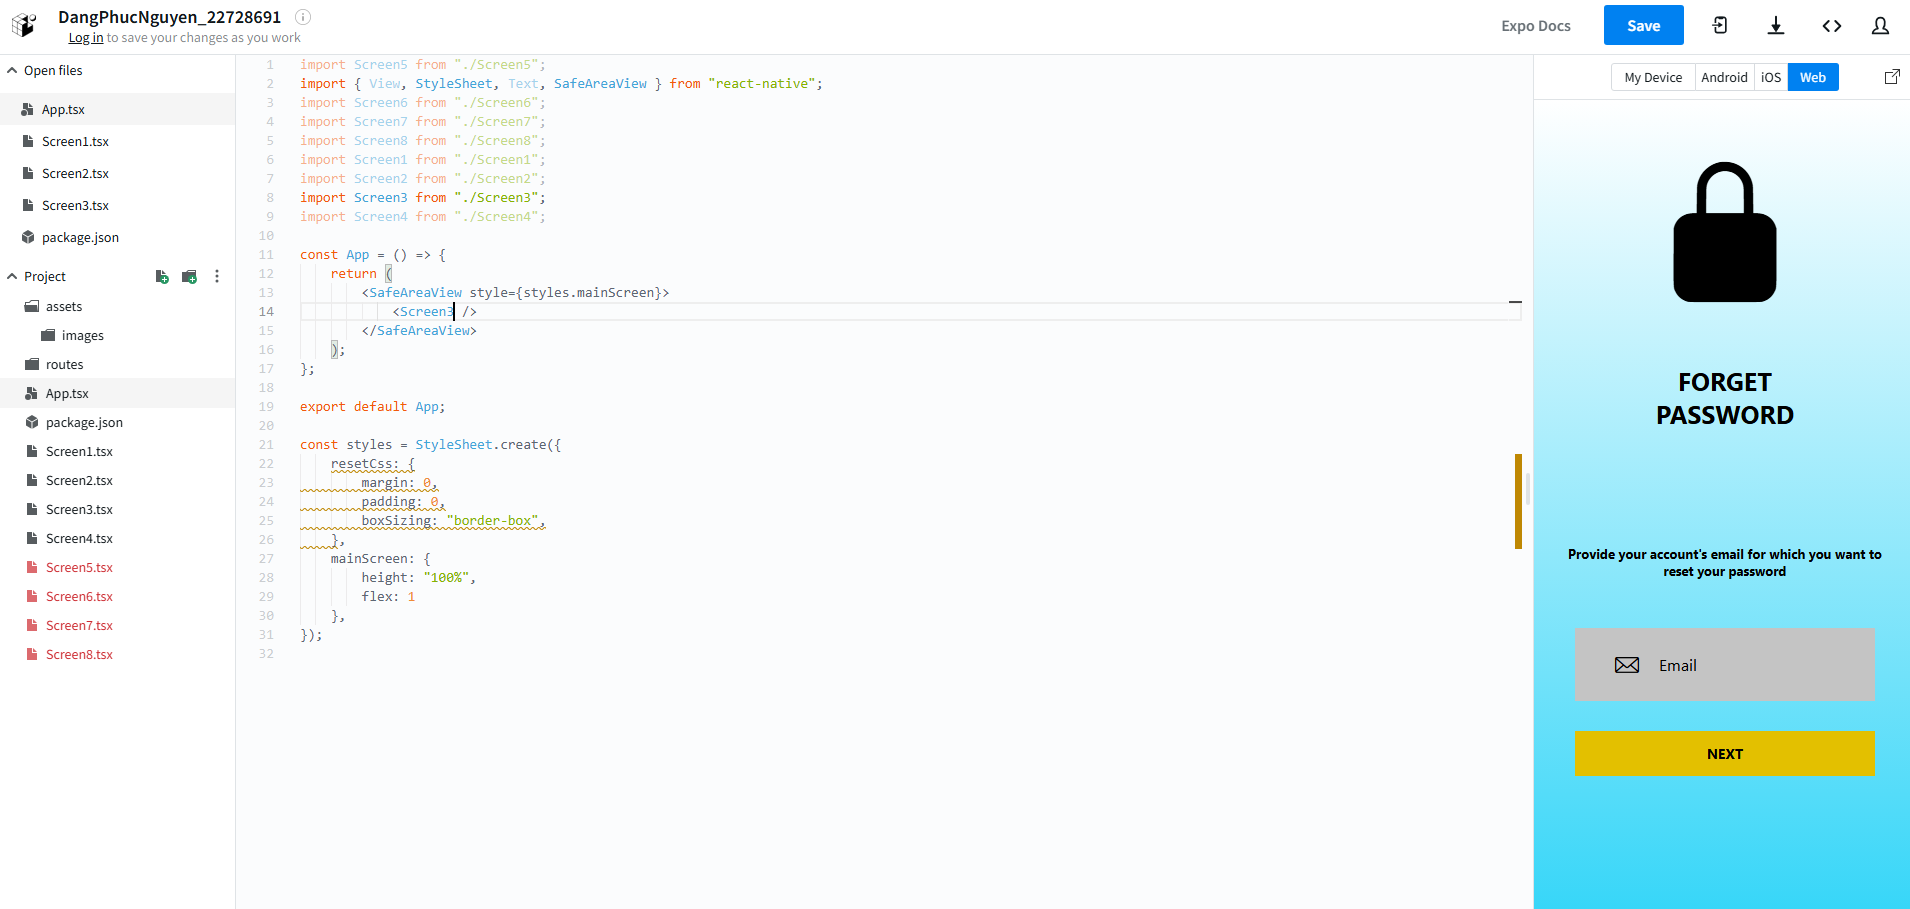 DangPhucNguyen_22728691
Log in to save your changes as you work
Expo Docs
Save
Open files
App.tsx
Screen1.tsx
Screen2.tsx
Screen3.tsx
package.json
Project
assets
images
routes
App.tsx
package.json
Screen1.tsx
Screen2.tsx
Screen3.tsx
Screen4.tsx
Screen5.tsx
Screen6.tsx
Screen7.tsx
Screen8.tsx
1 import Screen5 from "./Screen5";
2 import { View, StyleSheet, Text, SafeAreaView } from "react-native";
3 import Screen6 from "./Screen6";
4 import Screen7 from "./Screen7";
5 import Screen8 from "./Screen8";
6 import Screen1 from "./Screen1";
7 import Screen2 from "./Screen2";
8 import Screen3 from "./Screen3";
9 import Screen4 from "./Screen4";
10
11 const App = () => {
12 return (
13 <SafeAreaView style={styles.mainScreen}>
14 <Screen3 />
15 </SafeAreaView>
16 );
17 };
18
19 export default App;
20
21 const styles = StyleSheet.create({
22 resetCss: {
23 margin: 0,
24 padding: 0,
25 boxSizing: "border-box",
26 },
27 mainScreen: {
28 height: "100%",
29 flex: 1
30 },
31 });
32
My Device Android iOS Web
FORGET
PASSWORD
Provide your account's email for which you want to
reset your password
Email
NEXT